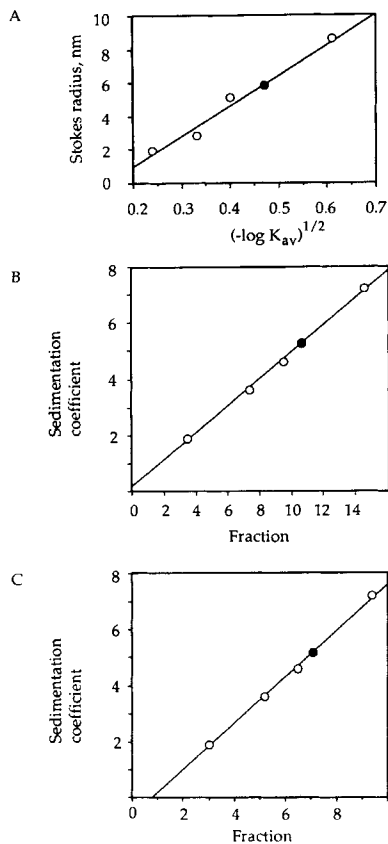 A
Stokes radius, nm
10
8
6
4
2
0
0.2 0.3 0.4 0.5 0.6 0.7
(-log Kav)1/2
B
Sedimentation
coefficient
8
6
4
2
0 2 4 6 8 10 12 14
Fraction
C
Sedimentation
coefficient
8
6
4
2
0 2 4 6 8
Fraction